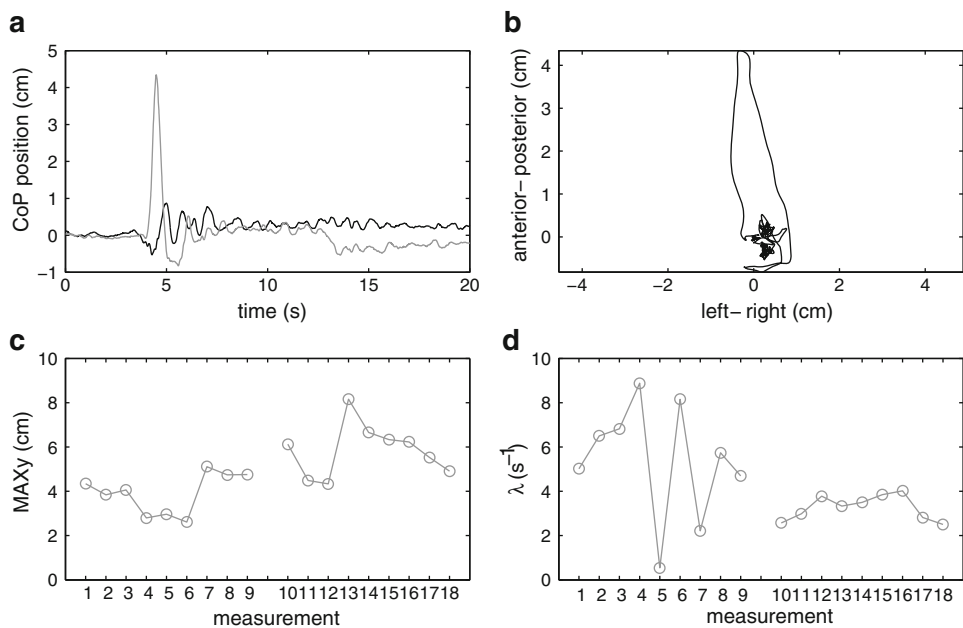 a
CoP position (cm)
5
4
3
2
1
0
−1
0 5 10 15 20
time (s)
b
anterior− posterior (cm)
4
3
2
1
0
−4 −2 0 2 4
left− right (cm)
c
MAXy (cm)
10
8
6
4
2
0
1 2 3 4 5 6 7 8 9 10 11 12 13 14 15 16 17 18
measurement
d
λ (s⁻¹)
10
8
6
4
2
0
1 2 3 4 5 6 7 8 9 10 11 12 13 14 15 16 17 18
measurement